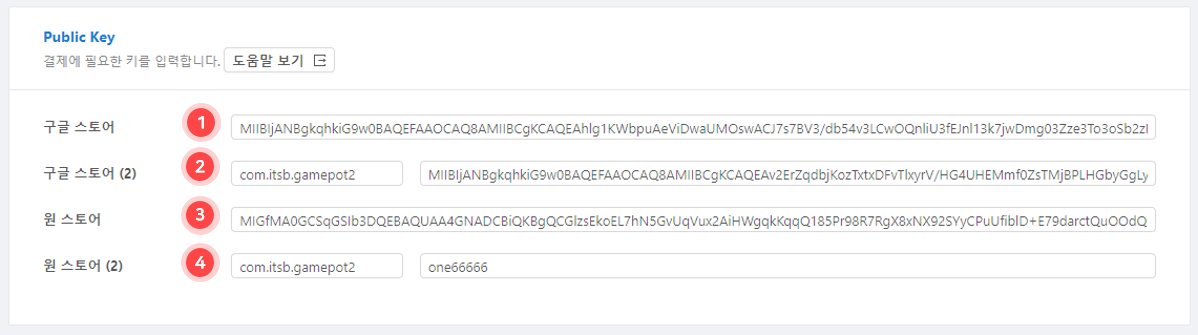 Public Key
결제에 필요한 키를 입력합니다. 도움말 보기
구글 스토어 1 MIIBIjANBgkqhkiG9w0BAQEFAAOCAQ8AMIIBCgKCAQEAhlg1KWbpuAeViDwaUMOswACJ7s7BV3/db54v3LCwOQnliU3fEJnl13k7jwDmg03Zze3To3oSb2zl
구글 스토어 (2) 2 com.itsb.gamepot2 MIIBIjANBgkqhkiG9w0BAQEFAAOCAQ8AMIIBCgKCAQEAv2ErZqdbjKozTxtxDFvTlxyrV/HG4UHEMmf0ZsTMjBPLHGbyGgLy
원 스토어 3 MIGfMA0GCSqGSIb3DQEBAQUAA4GNADCBiQKBgQCGlzsEkoEL7hN5GvUqVux2AiHWgqkKqqQ185Pr98R7RgX8xNX92SYyCPuUfiblD+E79darctQuOOdQ
원 스토어 (2) 4 com.itsb.gamepot2 one66666